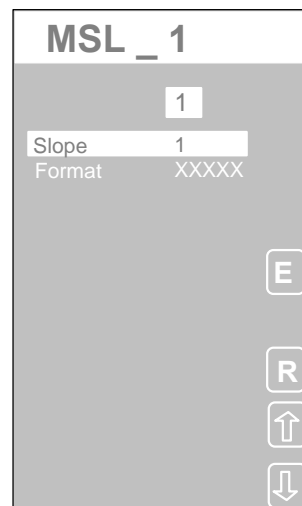 MSL _ 1
1
Slope 1
Format XXXXX
E
R